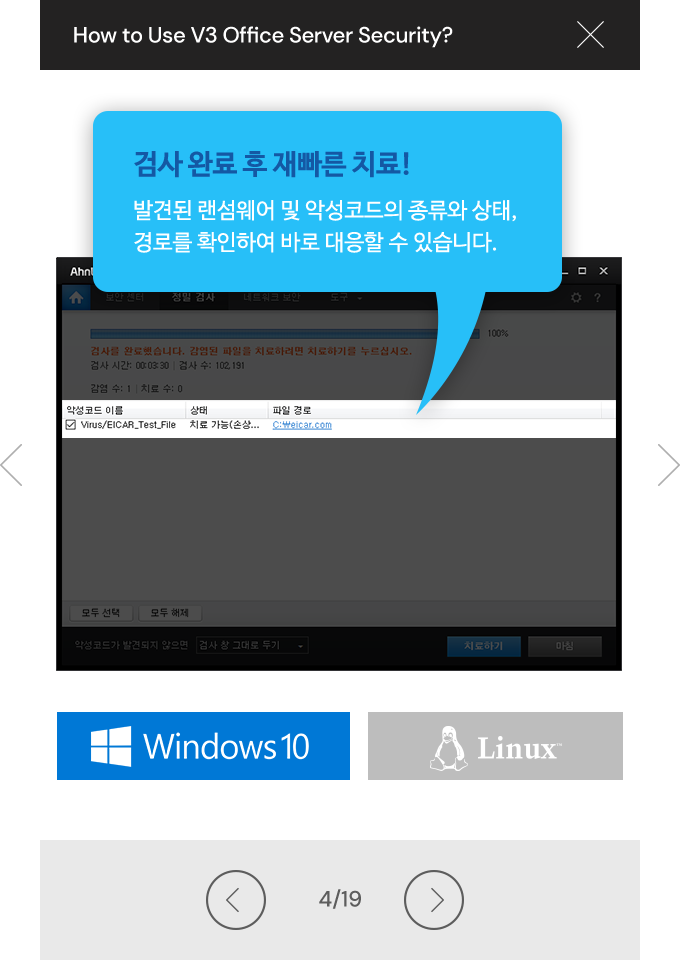 How to Use V3 Office Server Security?
검사 완료 후 재빠른 치료!
발견된 랜섬웨어 및 악성코드의 종류와 상태,
경로를 확인하여 바로 대응할 수 있습니다.
Ahnl
보안 센터 정밀 검사 네트워크 보안 도구
?
100%
검사를 완료했습니다. 감염된 파일을 치료하려면 치료하기를 누르십시오.
검사 시간: 00:03:30 | 검사 수: 102,191
감염 수: 1 | 치료 수: 0
악성코드 이름 상태 파일 경로
Virus/EICAR_Test_File 치료 가능(손상... C:₩eicar.com
모두 선택 모두 해제
악성코드가 발견되지 않으면 검사 창 그대로 두기 치료하기 마침
Windows 10
Linux™
4/19